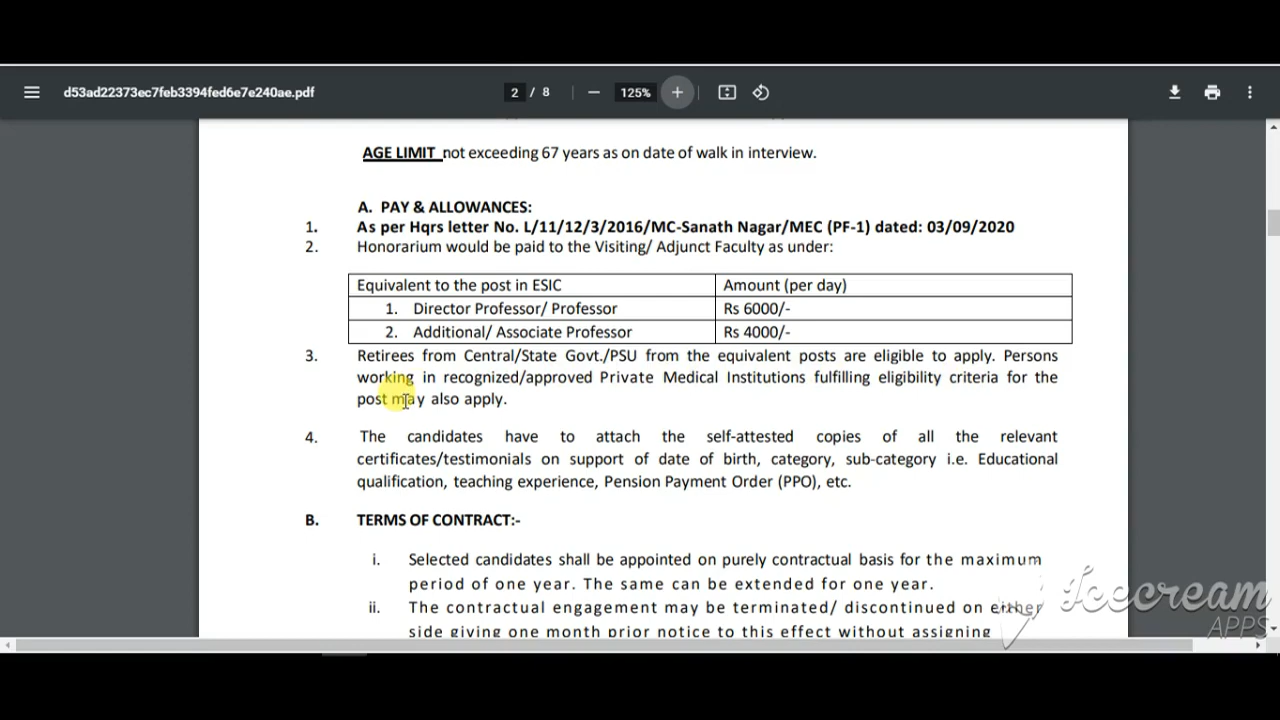 d53ad22373ec7feb3394fed6e7e240ae.pdf 2 / 8 125%
AGE LIMIT not exceeding 67 years as on date of walk in interview.
A. PAY & ALLOWANCES:
1. As per Hqrs letter No. L/11/12/3/2016/MC-Sanath Nagar/MEC (PF-1) dated: 03/09/2020
2. Honorarium would be paid to the Visiting/ Adjunct Faculty as under:
Equivalent to the post in ESIC Amount (per day)
1. Director Professor/ Professor Rs 6000/-
2. Additional/ Associate Professor Rs 4000/-
3. Retirees from Central/State Govt./PSU from the equivalent posts are eligible to apply. Persons
working in recognized/approved Private Medical Institutions fulfilling eligibility criteria for the
post may also apply.
4. The candidates have to attach the self-attested copies of all the relevant
certificates/testimonials on support of date of birth, category, sub-category i.e. Educational
qualification, teaching experience, Pension Payment Order (PPO), etc.
B. TERMS OF CONTRACT:-
i. Selected candidates shall be appointed on purely contractual basis for the maximum
period of one year. The same can be extended for one year.
ii. The contractual engagement may be terminated/ discontinued on either
side giving one month prior notice to this effect without assigning
Icecream
APPS